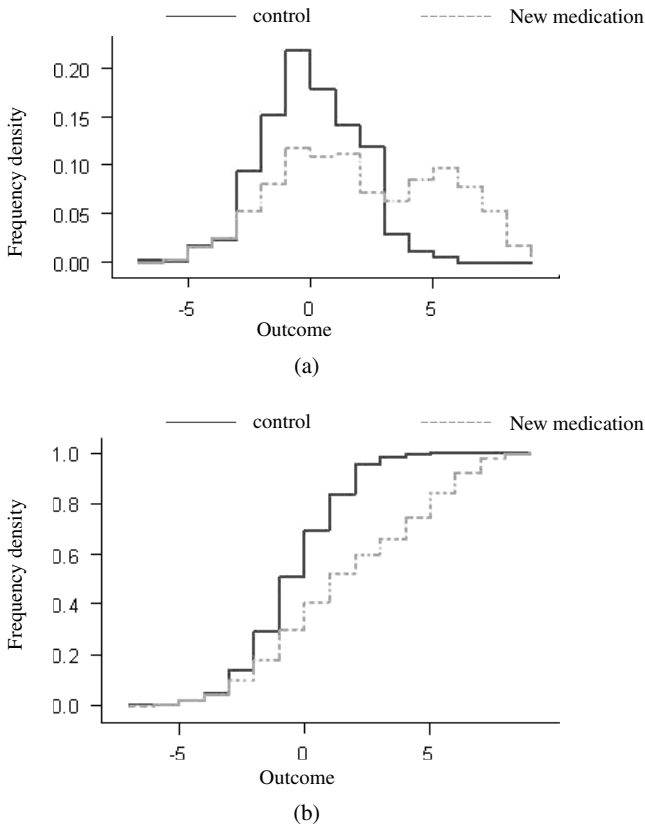 control New medication
0.20
0.15
0.10
0.05
0.00
Frequency density
-5 0 5
Outcome
(a)
control New medication
1.0
0.8
0.6
0.4
0.2
0.0
Frequency density
-5 0 5
Outcome
(b)